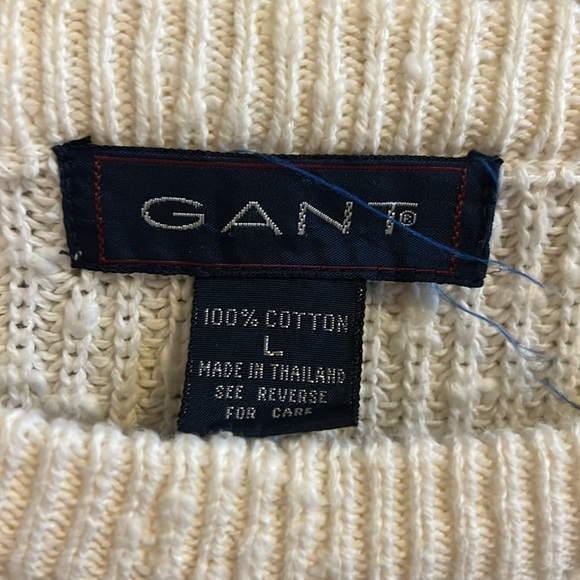 GANT®
100% COTTON
L
MADE IN THAILAND
SEE REVERSE
FOR CARE